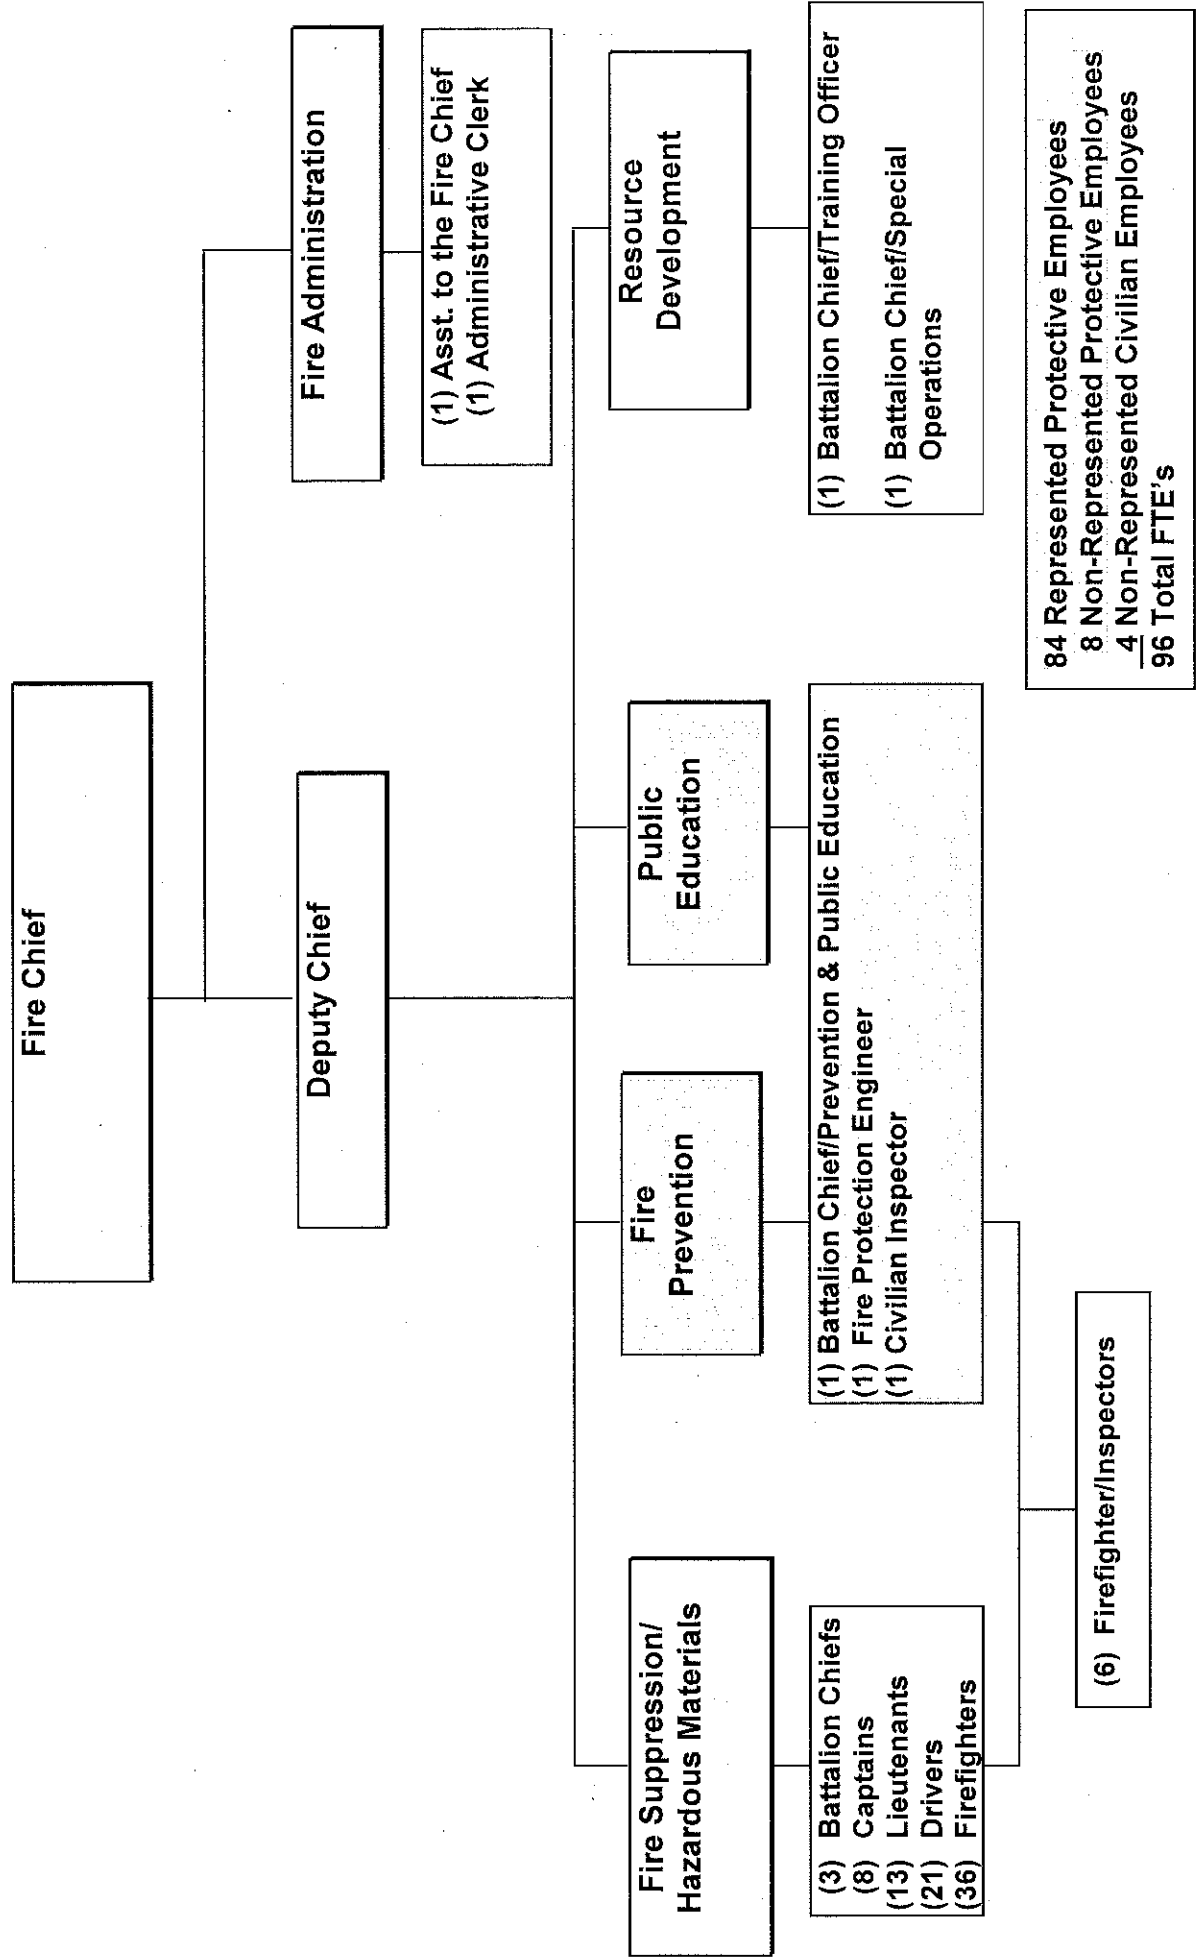 Fire Chief
Deputy Chief
Fire Administration
(1) Asst. to the Fire Chief
(1) Administrative Clerk
Fire Suppression/
Hazardous Materials
Fire
Prevention
Public
Education
Resource
Development
(3) Battalion Chiefs
(8) Captains
(13) Lieutenants
(21) Drivers
(36) Firefighters
(1) Battalion Chief/Prevention & Public Education
(1) Fire Protection Engineer
(1) Civilian Inspector
(1) Battalion Chief/Training Officer
(1) Battalion Chief/Special
Operations
(6) Firefighter/Inspectors
84 Represented Protective Employees
8 Non-Represented Protective Employees
4 Non-Represented Civilian Employees
96 Total FTE's